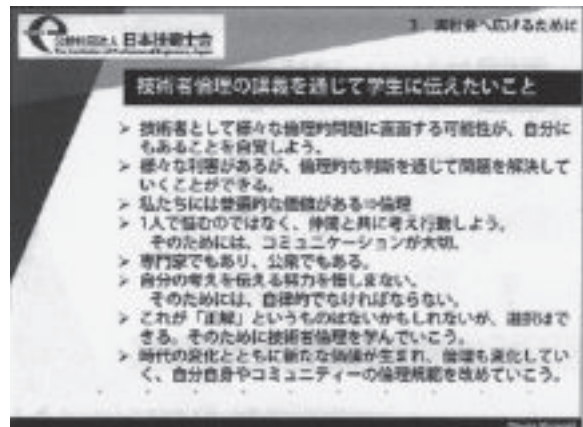 公益社団法人 日本技術士会
3. 実社会へ広げるために
技術者倫理の講義を通じて学生に伝えたいこと
➢ 技術者として様々な倫理的問題に直面する可能性が、自分に
もあることを自覚しよう。
➢ 様々な利害があるが、倫理的な判断を通じて問題を解決して
いくことができる。
➢ 私たちには普遍的な価値がある⇒倫理
➢ 1人で悩むのではなく、仲間と共に考え行動しよう。
そのためには、コミュニケーションが大切。
➢ 専門家でもあり、公衆でもある。
➢ 自分の考えを伝える努力を惜しまない。
そのためには、自律的でなければならない。
➢ これが「正解」というものはないかもしれないが、選択はで
きる。そのために技術者倫理を学んでいこう。
➢ 時代の変化とともに新たな価値が生まれ、倫理も変化してい
く、自分自身やコミュニティーの倫理規範を改めていこう。